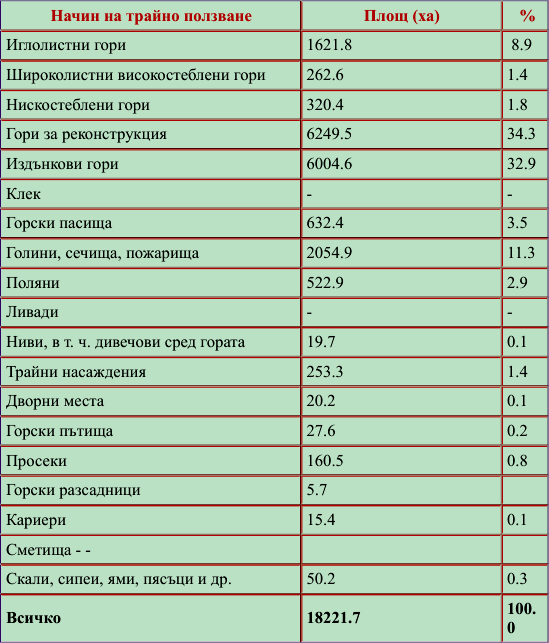 Начин на трайно ползване Площ (ха) %
Иглолистни гори 1621.8 8.9
Широколистни високостеблени гори 262.6 1.4
Нискостеблени гори 320.4 1.8
Гори за реконструкция 6249.5 34.3
Издънкови гори 6004.6 32.9
Клек - -
Горски пасища 632.4 3.5
Голини, сечища, пожарища 2054.9 11.3
Поляни 522.9 2.9
Ливади - -
Ниви, в т. ч. дивечови сред гората 19.7 0.1
Трайни насаждения 253.3 1.4
Дворни места 20.2 0.1
Горски пътища 27.6 0.2
Просеки 160.5 0.8
Горски разсадници 5.7
Кариери 15.4 0.1
Сметища - -
Скали, сипеи, ями, пясъци и др. 50.2 0.3
Всичко 18221.7 100.
0